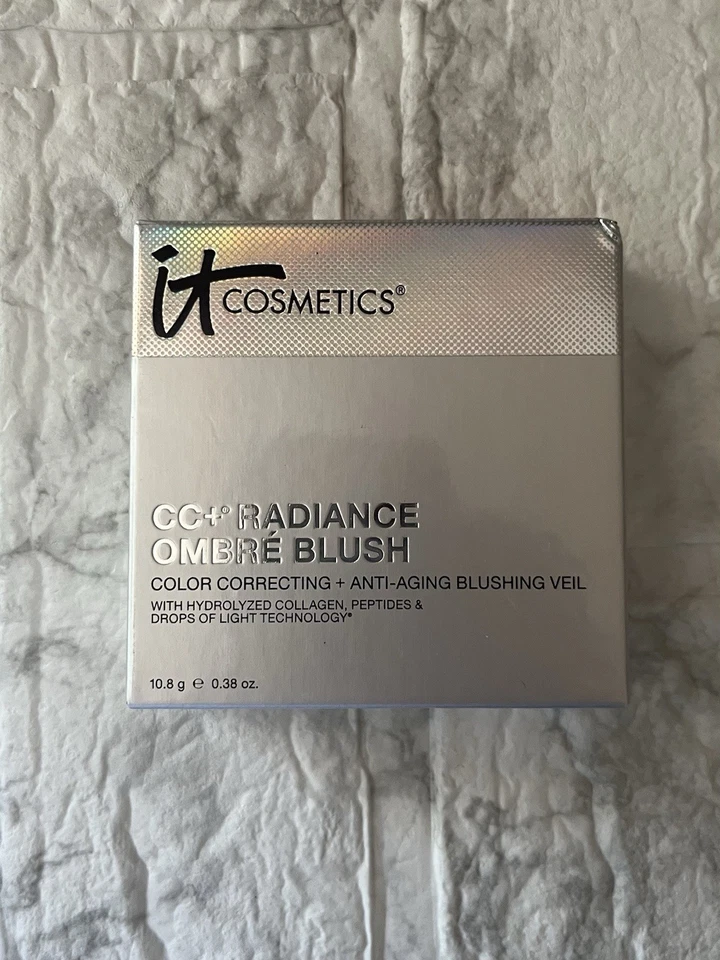 it COSMETICS®
CC+® RADIANCE
OMBRÉ BLUSH
COLOR CORRECTING + ANTI-AGING BLUSHING VEIL
WITH HYDROLYZED COLLAGEN, PEPTIDES &
DROPS OF LIGHT TECHNOLOGY®
10.8 g ℮ 0.38 oz.